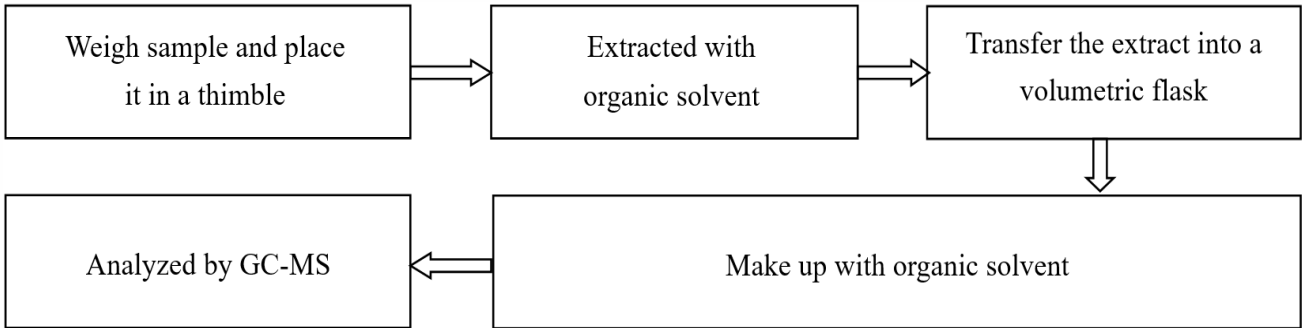 Weigh sample and place
it in a thimble
Extracted with
organic solvent
Transfer the extract into a
volumetric flask
Make up with organic solvent
Analyzed by GC-MS